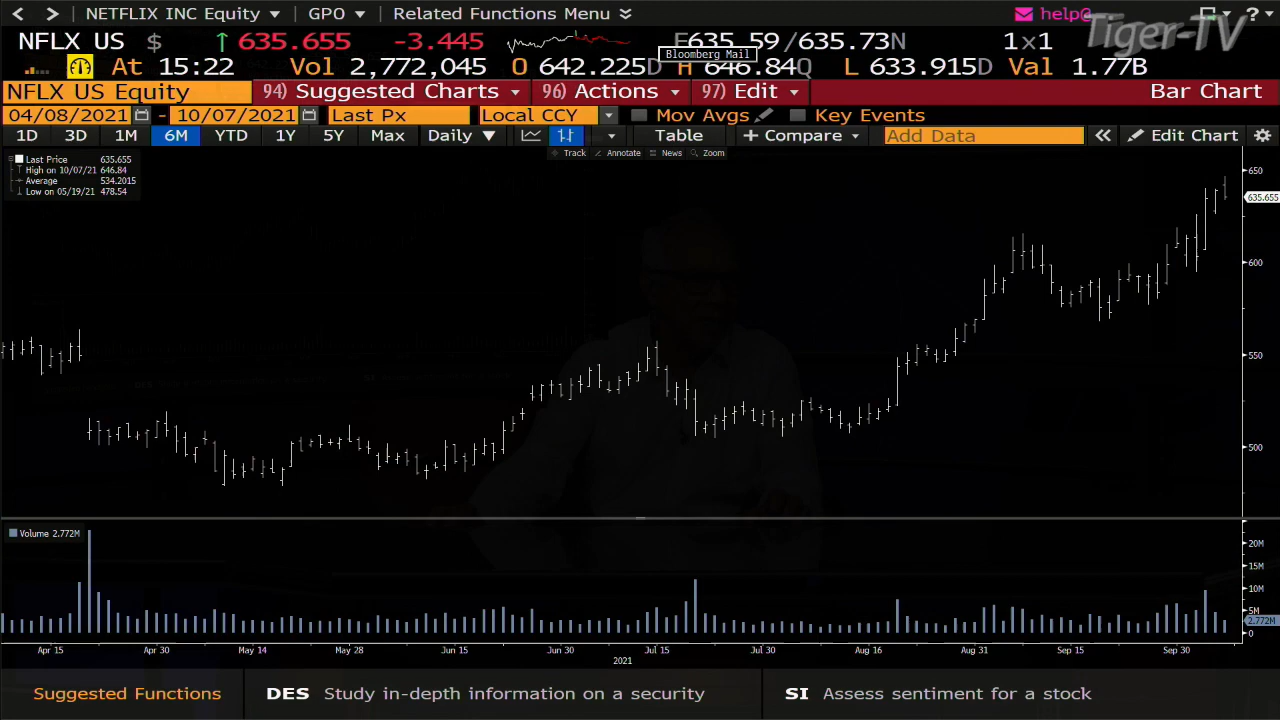 NETFLIX INC Equity GPO Related Functions Menu help@ ?
NFLX US $ ↑ 635.655 -3.445 635.59/635.73N 1×1 Tiger-TV
Bloomberg Mail
At 15:22 Vol 2,772,045 O 642.225D H 646.84Q L 633.915D Val 1.77B
NFLX US Equity 94) Suggested Charts 96) Actions 97) Edit Bar Chart
04/08/2021 - 10/07/2021 Last Px Local CCY Mov Avgs Key Events
1D 3D 1M 6M YTD 1Y 5Y Max Daily ▼ Table + Compare Add Data « Edit Chart
Track Annotate News Zoom
Last Price 635.655
High on 10/07/21 646.84
Average 534.2015
Low on 05/19/21 478.54
650
635.655
600
550
500
Volume 2.772M
20M
15M
10M
5M
2.772M
0
Apr 15 Apr 30 May 14 May 28 Jun 15 Jun 30 Jul 15 Jul 30 Aug 16 Aug 31 Sep 15 Sep 30
2021
Suggested Functions DES Study in-depth information on a security SI Assess sentiment for a stock